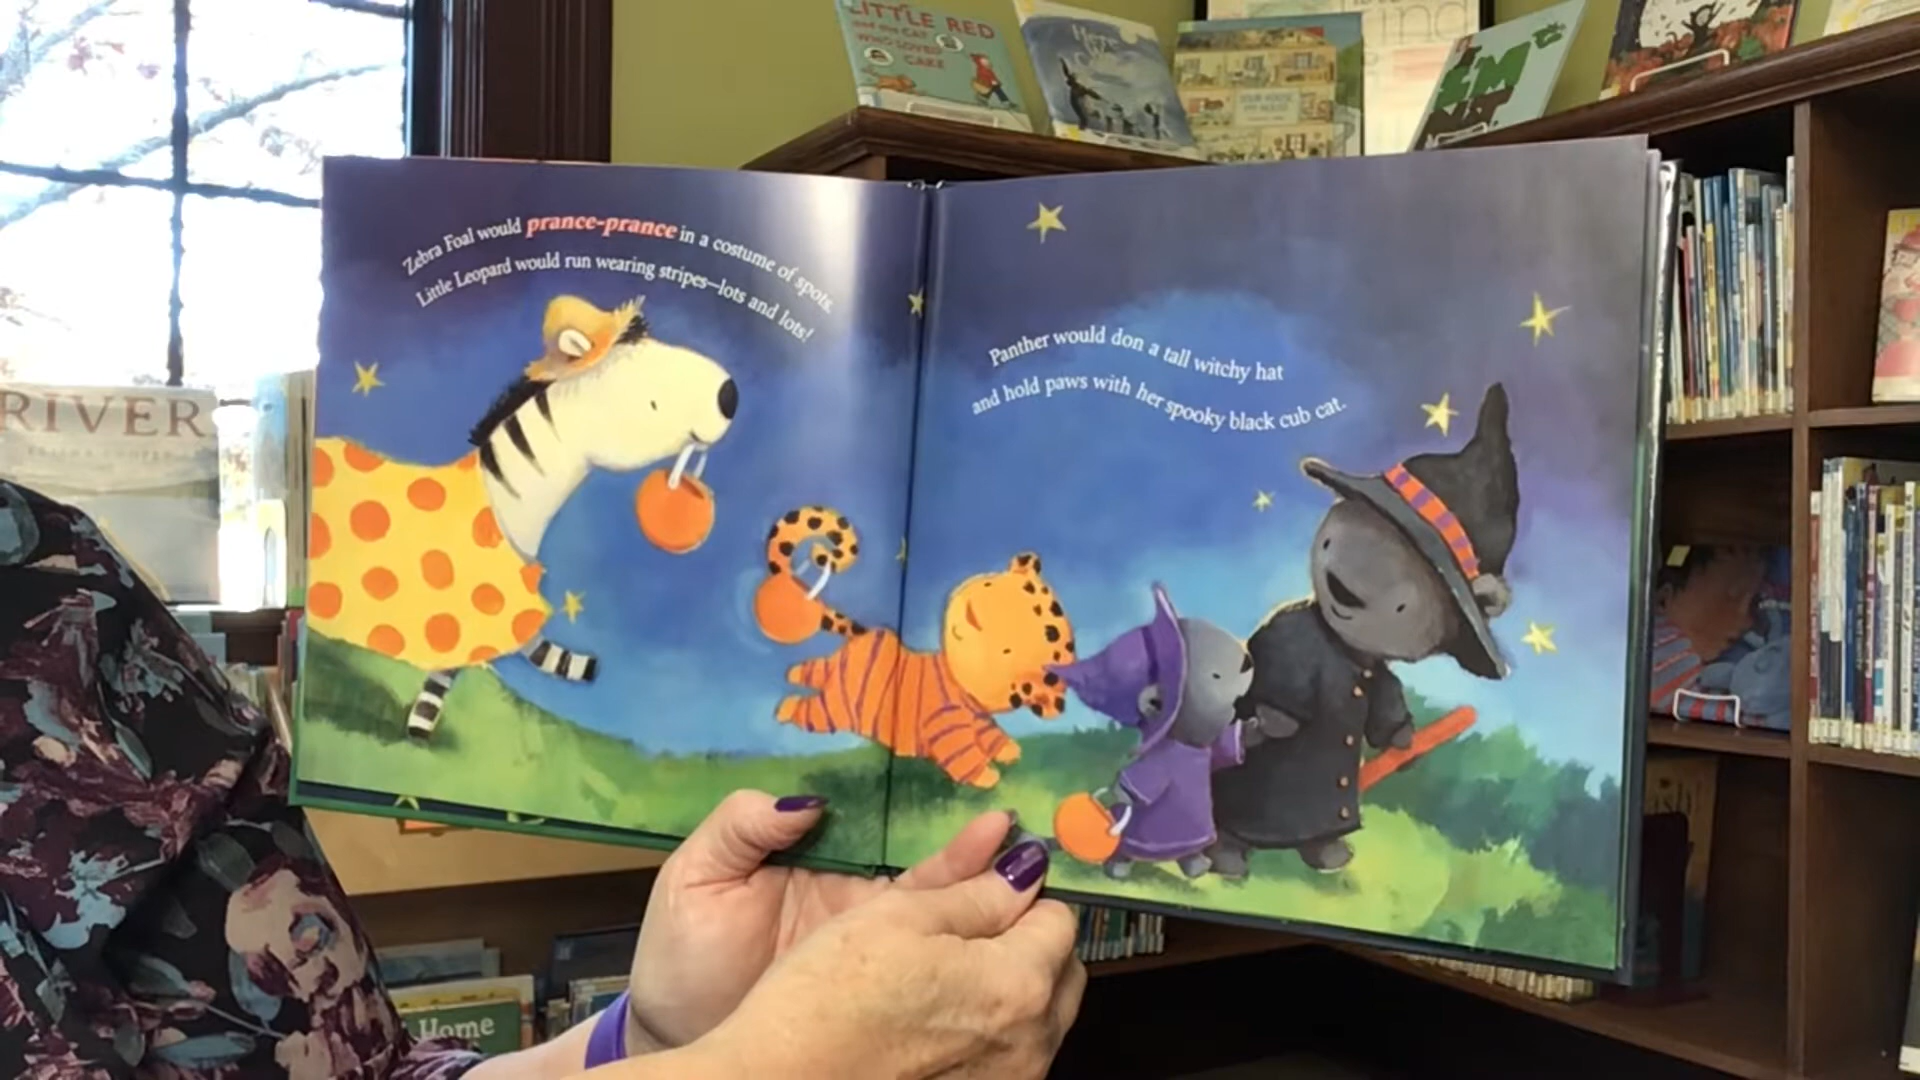 LITTLE RED
AND THE CAT
WHO LOVED
CAKE
RIVER
Zebra Foal would prance-prance in a costume of spots.
Little Leopard would run wearing stripes—lots and lots!
Panther would don a tall witchy hat
and hold paws with her spooky black cub cat.
Home